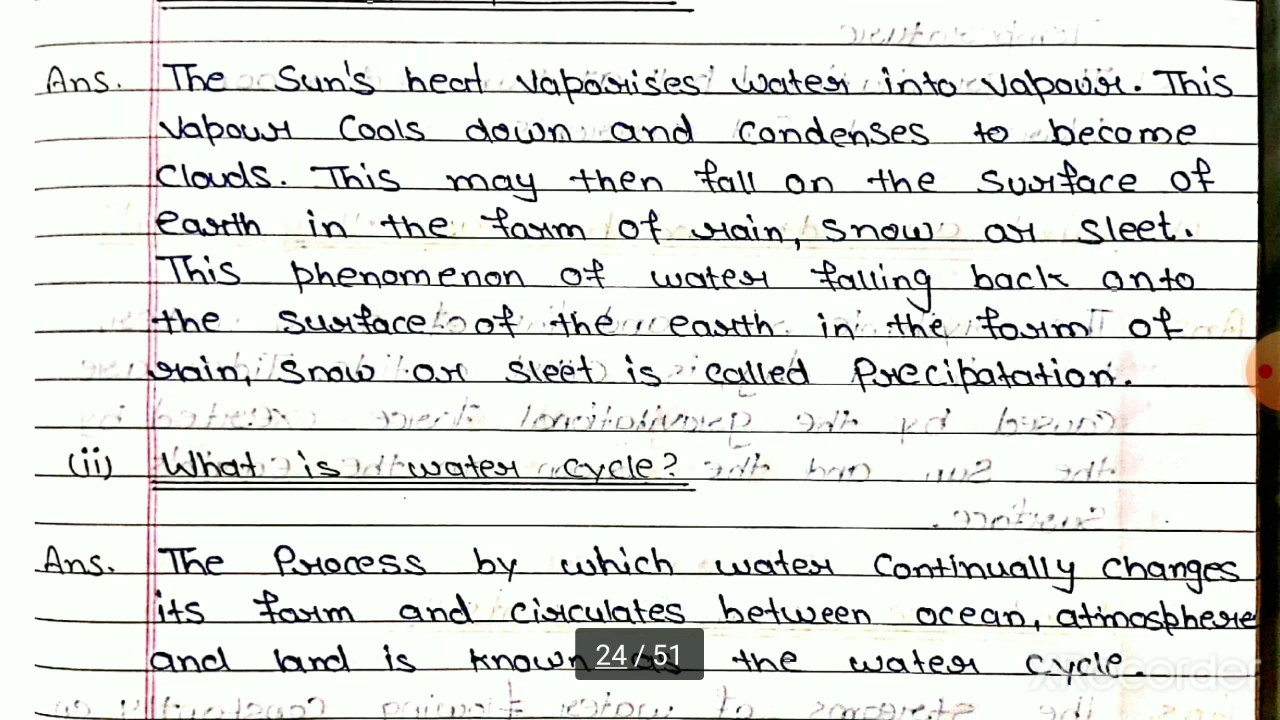 Ans. The Sun's heat vaporises water into vapour. This
vapour cools down and condenses to become
clouds. This may then fall on the surface of
earth in the form of rain, snow or sleet.
This phenomenon of water falling back onto
the surface of the earth in the form of
rain, snow or sleet is called Precipatation.
(ii) What is water cycle?
Ans. The Process by which water continually changes
its form and circulates between ocean, atmosphere
and land is known as the water cycle.
24 / 51
XRecorder